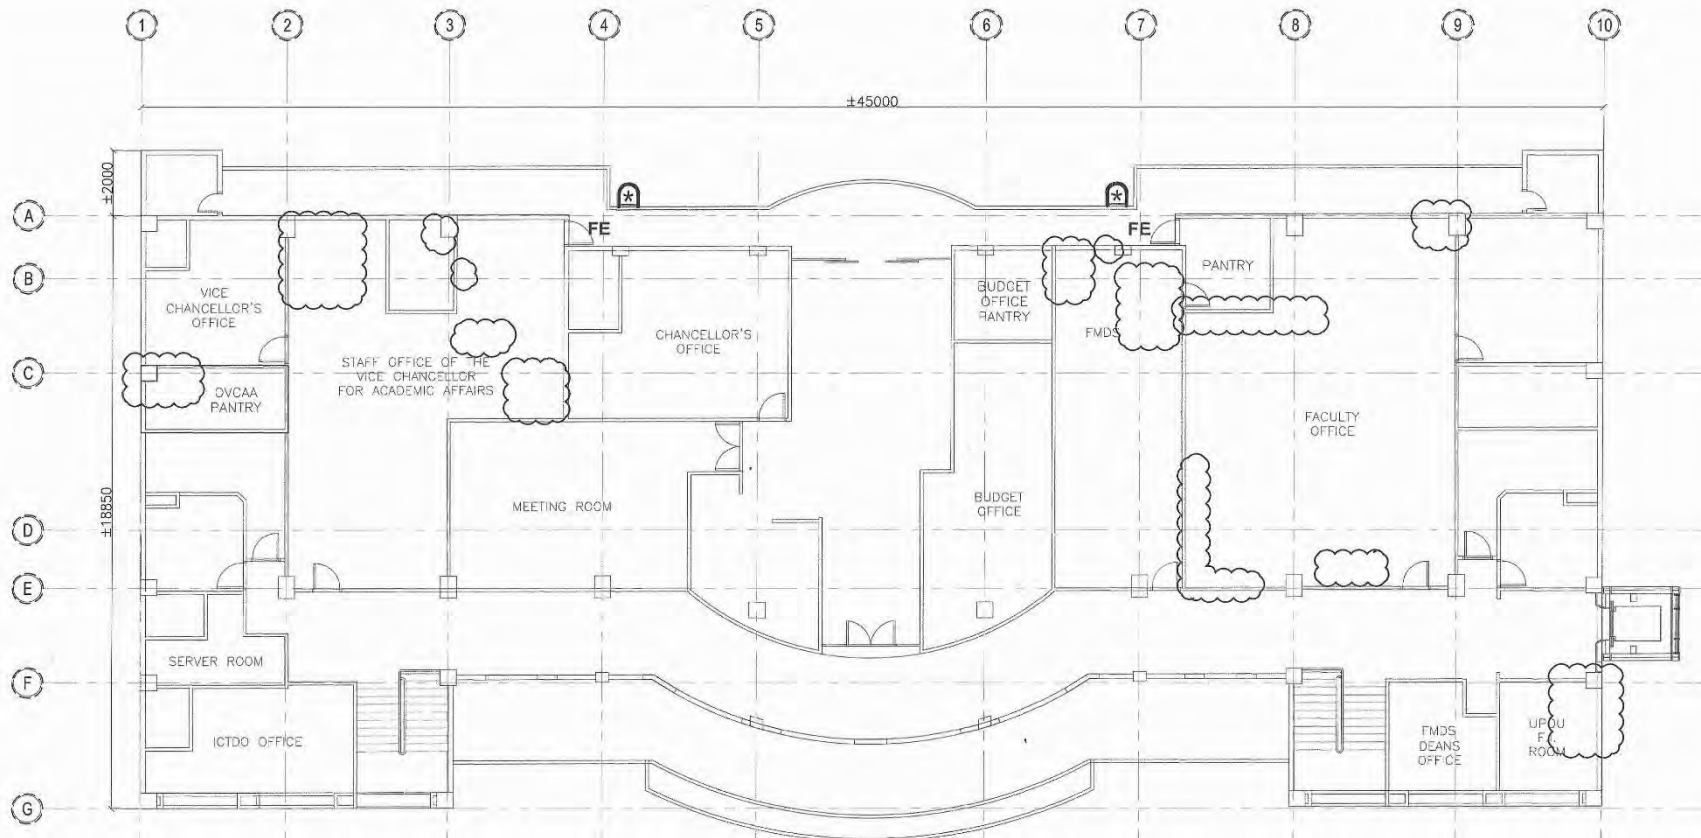 1 2 3 4 5 6 7 8 9 10
±45000
±2000
A
FE
FE
B
PANTRY
VICE
CHANCELLOR'S
OFFICE
BUDGET
OFFICE
PANTRY
FMDS
CHANCELLOR'S
OFFICE
C
STAFF OFFICE OF THE
VICE CHANCELLOR
FOR ACADEMIC AFFAIRS
OVCAA
PANTRY
FACULTY
OFFICE
±18850
MEETING ROOM
BUDGET
OFFICE
D
E
SERVER ROOM
F
ICTDO OFFICE
FMDS
DEANS
OFFICE
UPOU
ROOM
G